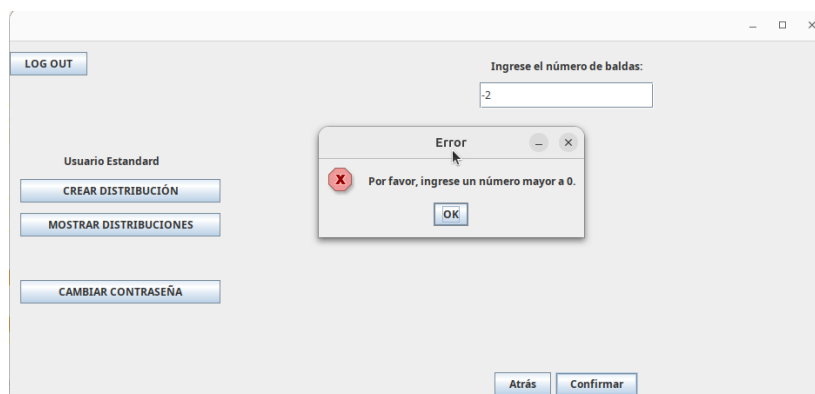 LOG OUT
Ingrese el número de baldas:
-2
Error
Usuario Estandard
Por favor, ingrese un número mayor a 0.
CREAR DISTRIBUCIÓN
OK
MOSTRAR DISTRIBUCIONES
CAMBIAR CONTRASEÑA
Atrás
Confirmar